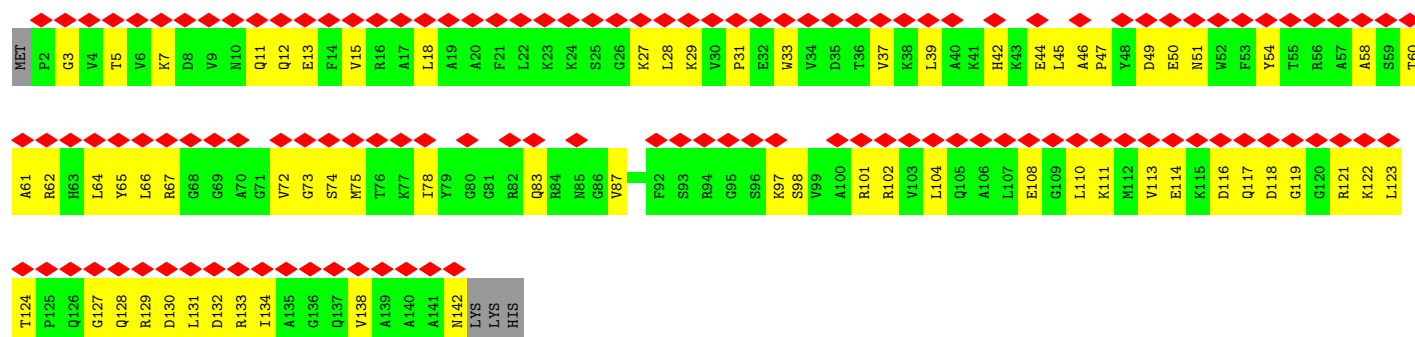 MET P2 G3 V4 T5 V6 K7 D8 V9 N10 Q11 Q12 E13 F14 V15 R16 A17 L18 A19 A20 F21 L22 K23 K24 S25 G26 K27 L28 K29 V30 P31 E32 W33 V34 D35 T36 V37 K38 L39 A40 K41 H42 K43 E44 L45 A46 P47 Y48 D49 E50 N51 W52 F53 Y54 T55 R56 A57 A58 S59 T60
A61 R62 H63 L64 Y65 L66 R67 G68 G69 A70 G71 V72 G73 S74 M75 T76 K77 I78 Y79 G80 G81 R82 Q83 R84 N85 G86 V87 F92 S93 R94 G95 S96 K97 S98 V99 A100 R101 R102 V103 L104 Q105 A106 L107 E108 G109 L110 K111 M112 V113 E114 K115 D116 Q117 D118 G119 G120 R121 K122 L123
T124 P125 Q126 G127 Q128 R129 D130 L131 D132 R133 I134 A135 G136 Q137 V138 A139 A140 A141 N142 LYS LYS HIS